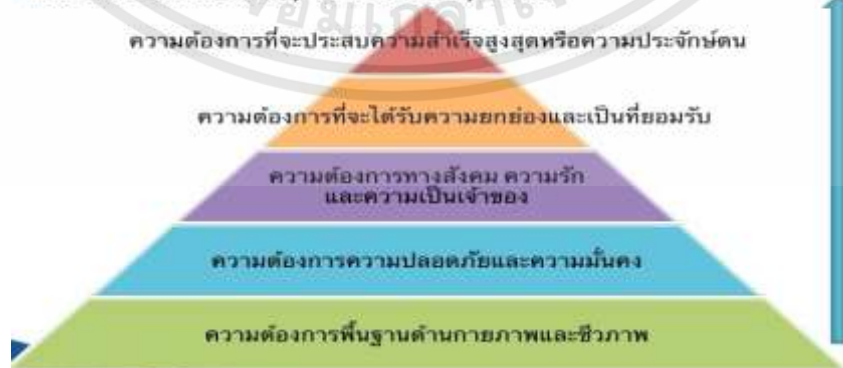 ความต้องการที่จะประสบความสำเร็จสูงสุดหรือความประจักษ์ตน
ความต้องการที่จะได้รับความยกย่องและเป็นที่ยอมรับ
ความต้องการทางสังคม ความรัก
และความเป็นเจ้าของ
ความต้องการความปลอดภัยและความมั่นคง
ความต้องการพื้นฐานด้านกายภาพและชีวภาพ